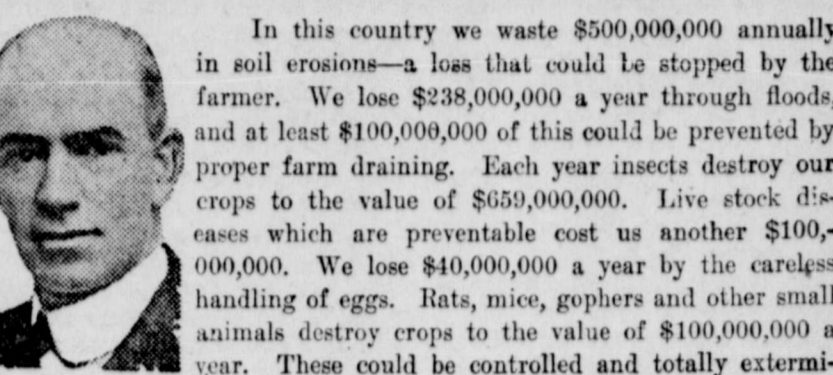 In this country we waste $500,000,000 annually
in soil erosions—a loss that could be stopped by the
farmer. We lose $238,000,000 a year through floods,
and at least $100,000,000 of this could be prevented by
proper farm draining. Each year insects destroy our
crops to the value of $659,000,000. Live stock dis-
eases which are preventable cost us another $100,-
000,000. We lose $40,000,000 a year by the careless
handling of eggs. Rats, mice, gophers and other small
animals destroy crops to the value of $100,000,000 a
year. These could be controlled and totally extermi-